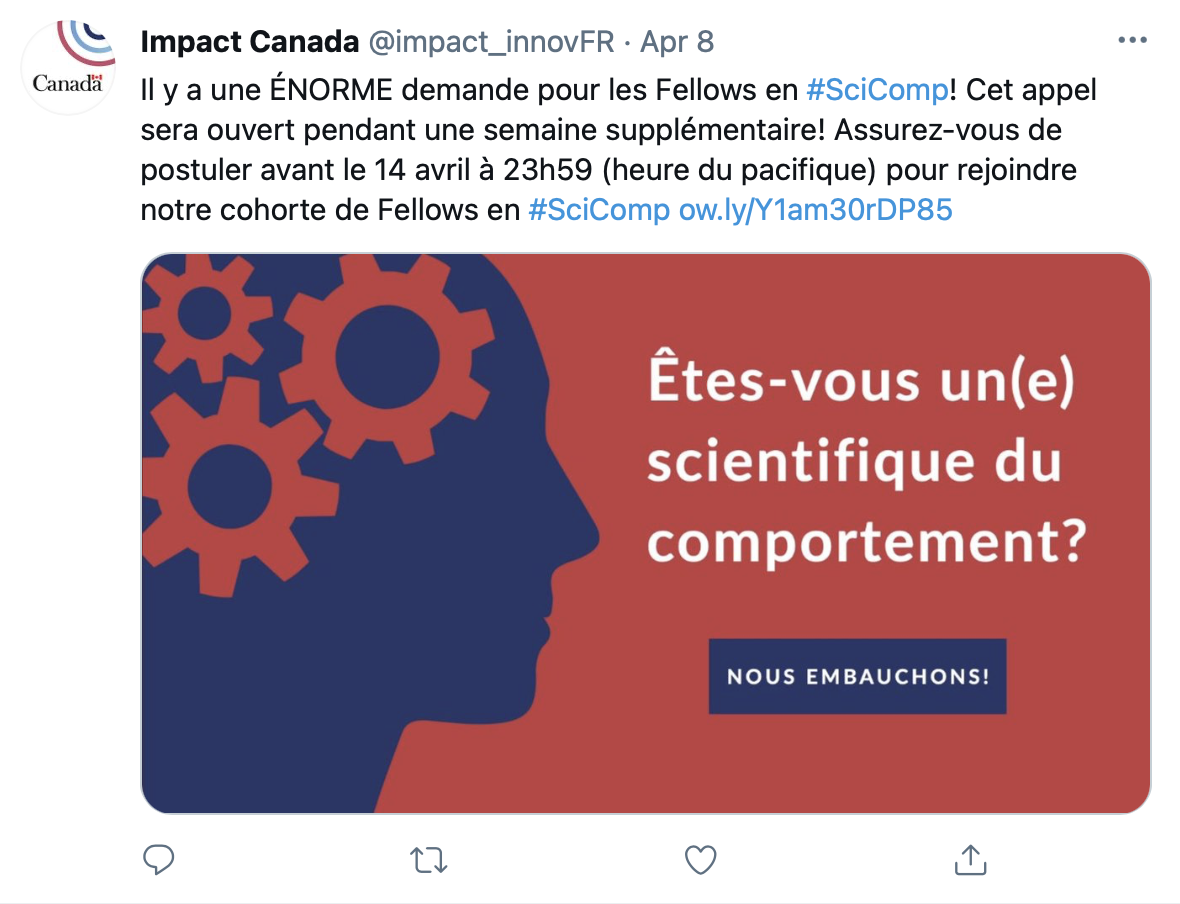 Impact Canada @impact_innovFR · Apr 8
Canada
Il y a une ÉNORME demande pour les Fellows en #SciComp! Cet appel
sera ouvert pendant une semaine supplémentaire! Assurez-vous de
postuler avant le 14 avril à 23h59 (heure du pacifique) pour rejoindre
notre cohorte de Fellows en #SciComp ow.ly/Y1am30rDP85
Êtes-vous un(e)
scientifique du
comportement?
NOUS EMBAUCHONS!